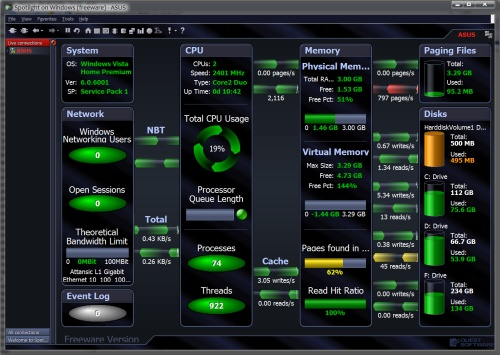 Spotlight on Windows (freeware) - ASUS
File View Favorites Tools Help
ASUS
Live connections
ASUS
System
OS: Windows Vista
Home Premium
Ver: 6.0.6001
SP: Service Pack 1
Network
Windows
Networking Users
0
Open Sessions
0
Theoretical
Bandwidth Limit
0 0MBit 100MBit
Attansic L1 Gigabit
Ethernet 10 100 100...
Event Log
0
NBT
Total
0.43 KB/s
0.26 KB/s
CPU
CPUs: 2
Speed: 2401 MHz
Type: Core2 Duo
Up Time: 0d 10:42
Total CPU Usage
19%
Processor
Queue Length
Processes
74
Threads
922
0.00 pages/s
2,116
Cache
3.05 writes/s
0.00 reads/s
Memory
Physical Mem...
Total RA... 3.00 GB
Free: 1.53 GB
Free Pct: 51%
0 1.46 GB 3.00 GB
Virtual Memory
Max Size: 3.29 GB
Free: 4.73 GB
Free Pct: 144%
0 -1.44 GB 3.29 GB
Pages found in ...
62%
Read Hit Ratio
100%
0.00 pages/s
797 pages/s
0.67 writes/s
1.34 reads/s
5.34 writes/s
13 reads/s
0.38 writes/s
45 reads/s
0.00 writes/s
0.00 reads/s
Paging Files
Total:
3.29 GB
Used:
95.2 MB
Disks
HarddiskVolume1 D...
Total:
500 MB
Used:
495 MB
C: Drive
Total:
112 GB
Used:
75.6 GB
D: Drive
Total:
66.7 GB
Used:
53.9 GB
F: Drive
Total:
234 GB
Used:
134 GB
All connections
Welcome to Spot...
Freeware Version
QUEST SOFTWARE